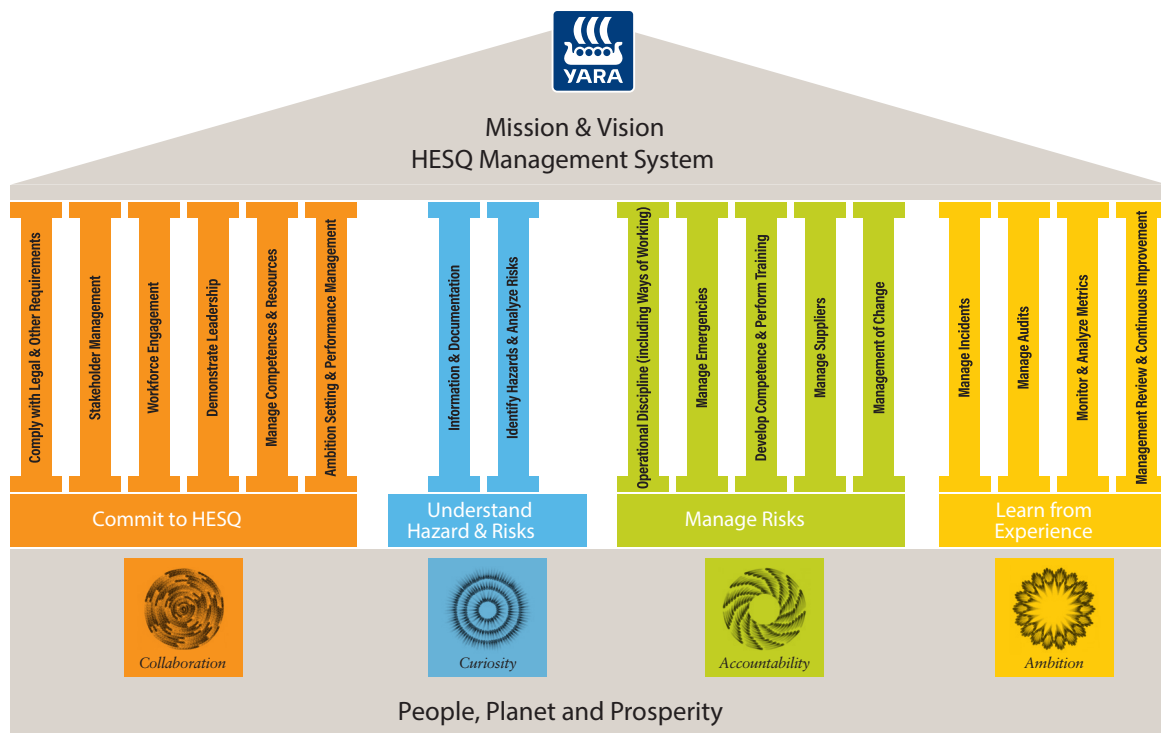 YARA
Mission & Vision
HESQ Management System
Comply with Legal & Other Requirements
Stakeholder Management
Workforce Engagement
Demonstrate Leadership
Manage Competences & Resources
Ambition Setting & Performance Management
Information & Documentation
Identify Hazards & Analyze Risks
Operational Discipline (including Ways of Working)
Manage Emergencies
Develop Competence & Perform Training
Manage Suppliers
Management of Change
Manage Incidents
Manage Audits
Monitor & Analyze Metrics
Management Review & Continuous Improvement
Commit to HESQ
Understand
Hazard & Risks
Manage Risks
Learn from
Experience
Collaboration
Curiosity
Accountability
Ambition
People, Planet and Prosperity